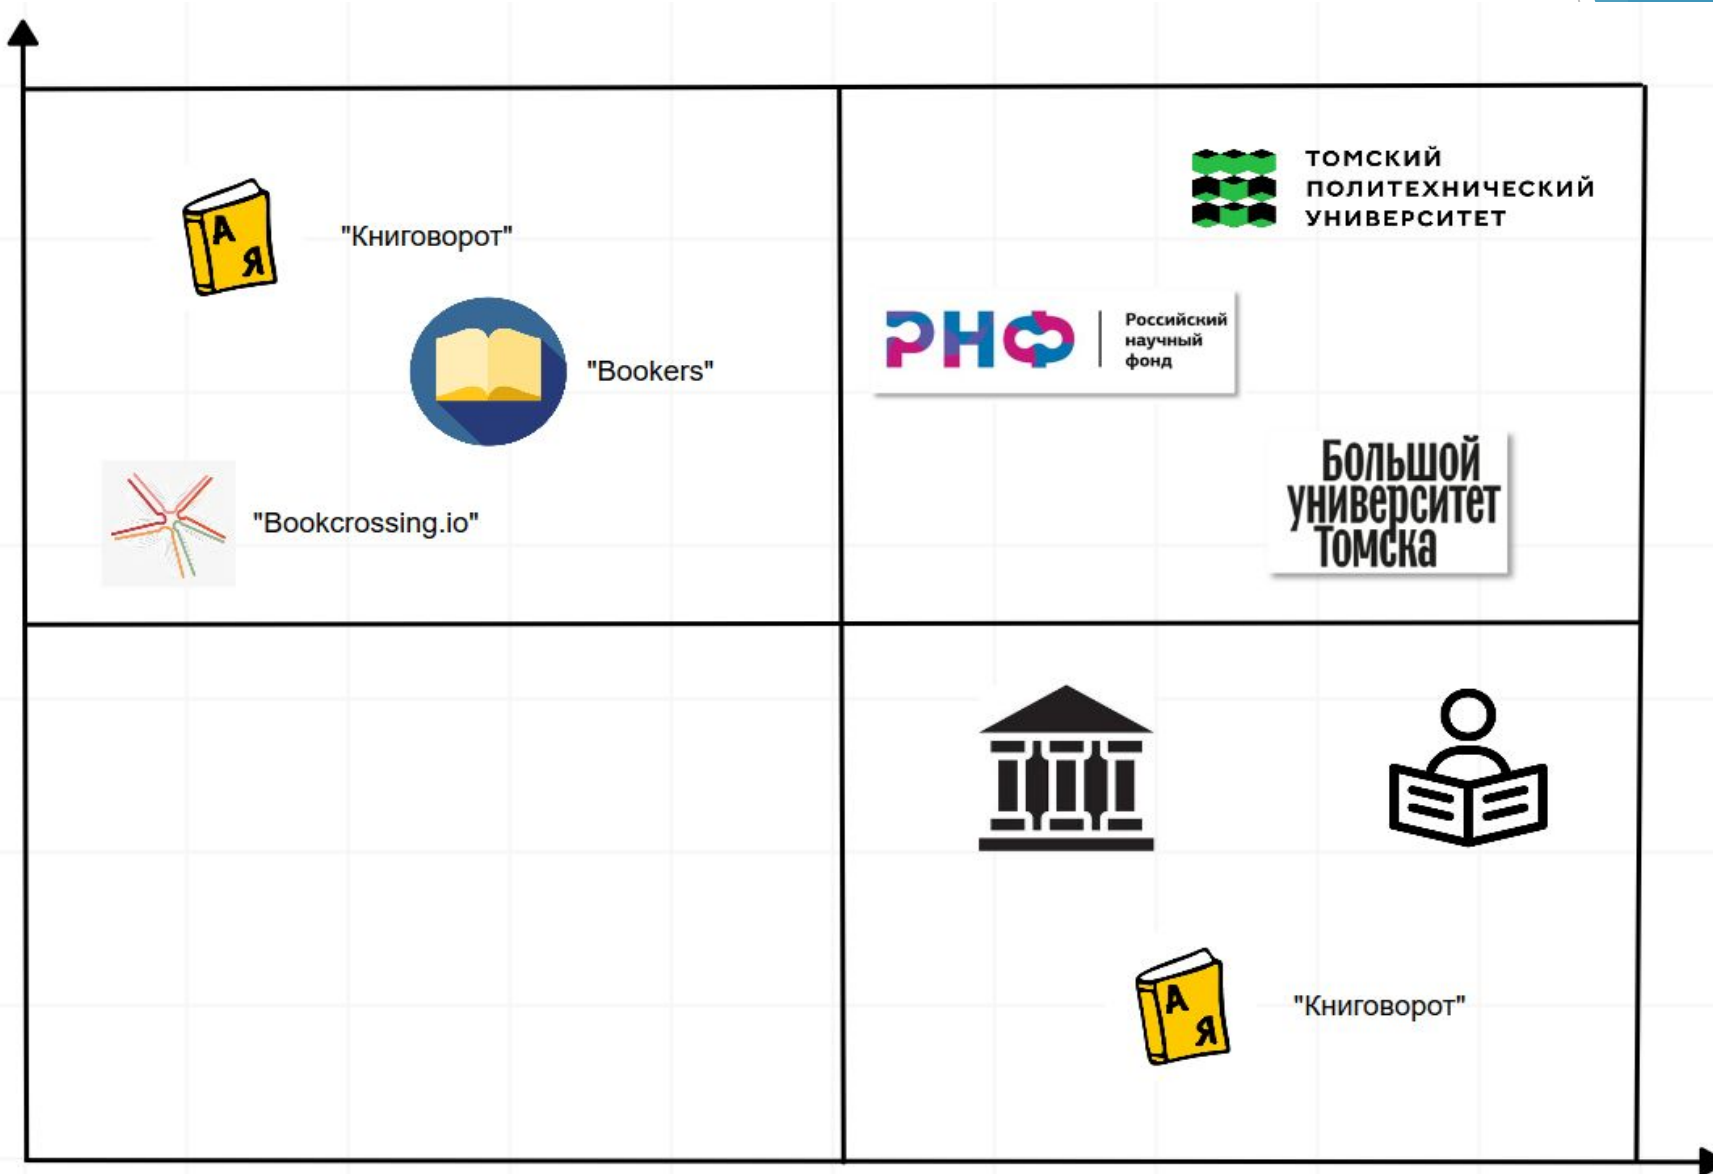 ТОМСКИЙ
ПОЛИТЕХНИЧЕСКИЙ
УНИВЕРСИТЕТ
А
Я
"Книговорот"
РНФ
Российский
научный
фонд
"Bookers"
Большой
университет
Томска
"Bookcrossing.io"
А
Я
"Книговорот"